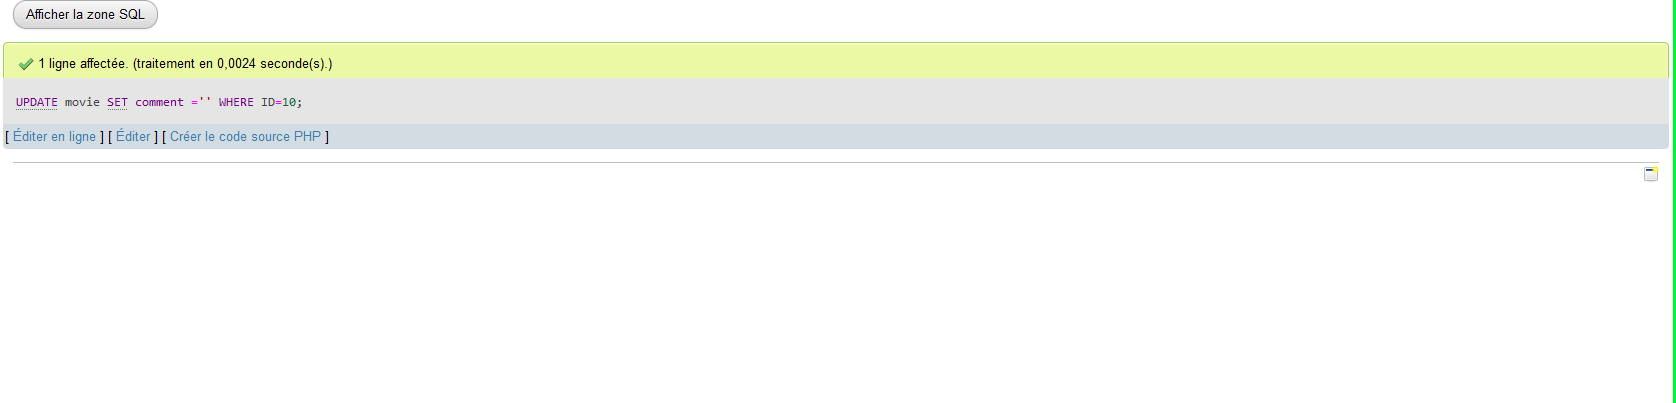 Afficher la zone SQL
1 ligne affectée. (traitement en 0,0024 seconde(s).)
UPDATE movie SET comment ='' WHERE ID=10;
[ Éditer en ligne ] [ Éditer ] [ Créer le code source PHP ]